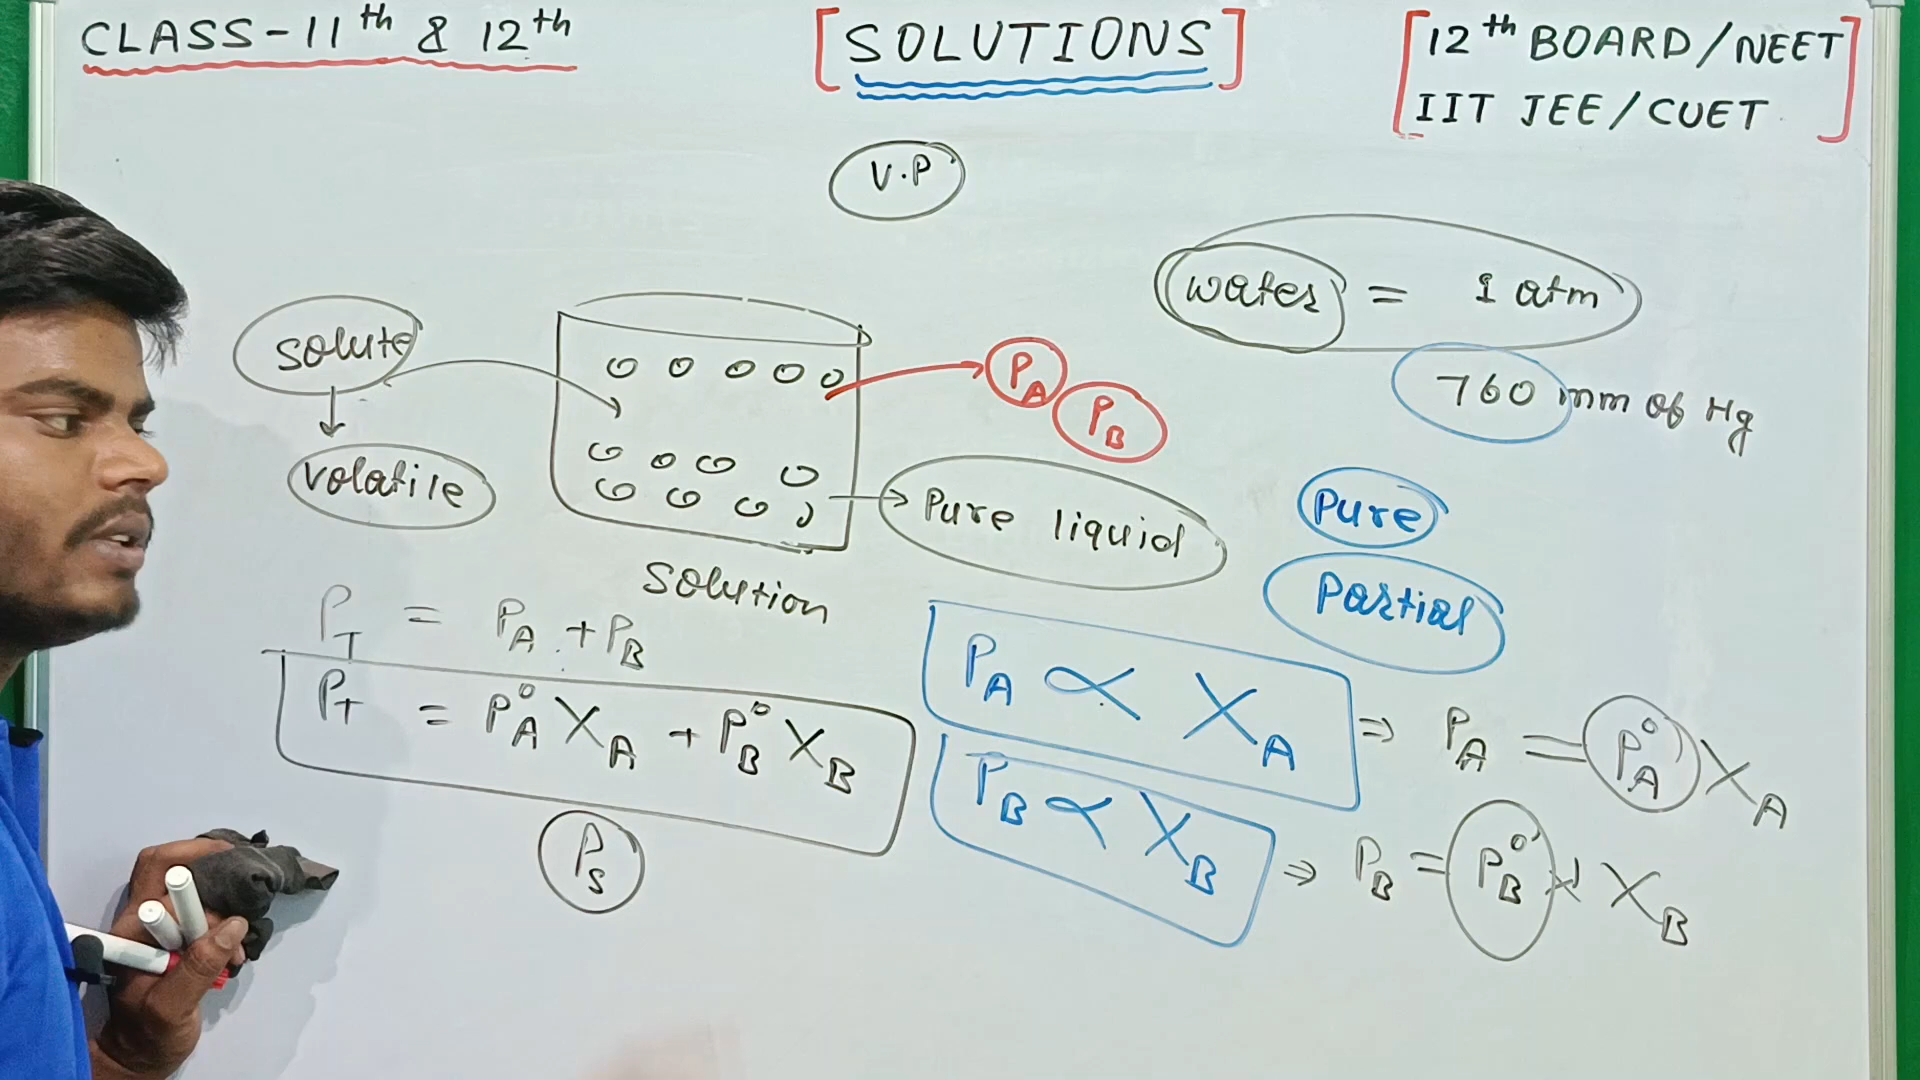 CLASS-11th & 12th
[SOLUTIONS]
[12th BOARD/NEET
IIT JEE/CUET]
V.P
water = 1 atm
760 mm of Hg
solute
volatile
PA
PB
Pure liquid
Solution
Pure
Partial
PT = PA + PB
PT = P°A XA + P°B XB
Ps
PA ∝ XA ⇒ PA = P°A XA
PB ∝ XB ⇒ PB = P°B × XB